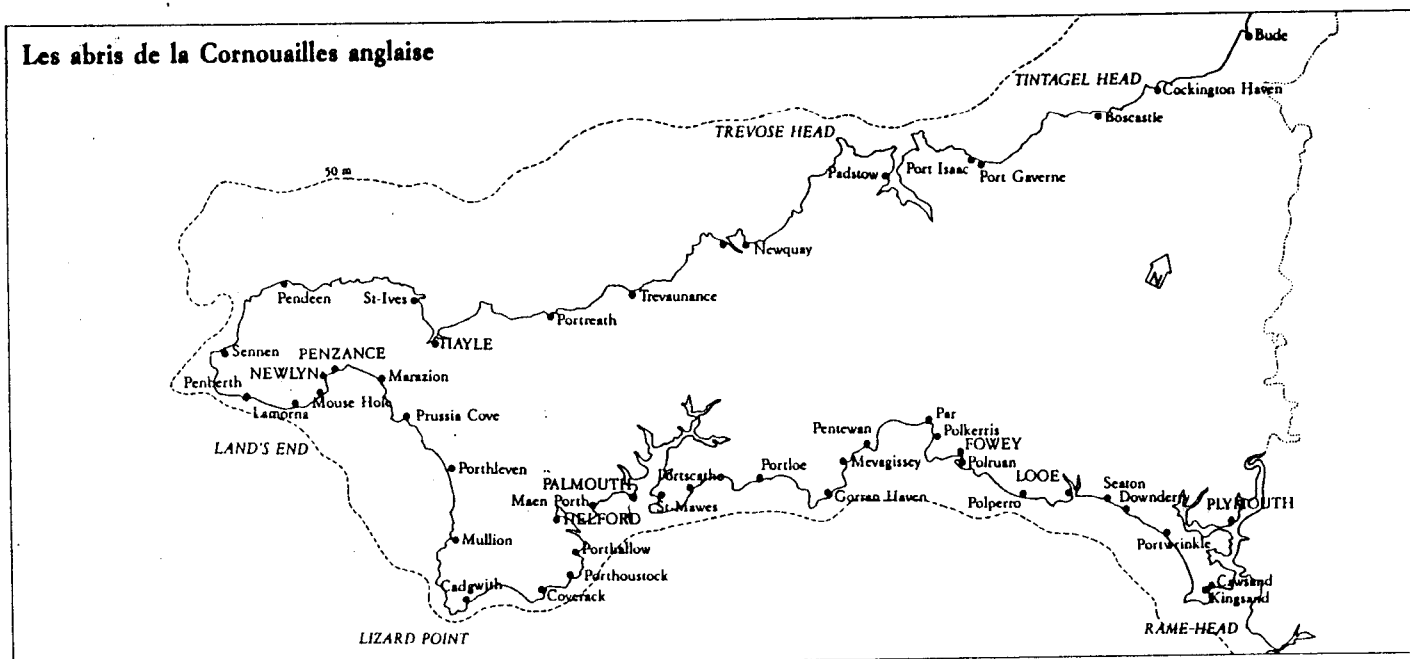 Les abris de la Cornouailles anglaise
Bude
TINTAGEL HEAD
Cockington Haven
Boscastle
TREVOSE HEAD
Port Isaac
Port Gaverne
Padstow
50 m
Newquay
N
Trevaunance
Pendeen
St-Ives
Portreath
HAYLE
Sennen
PENZANCE
NEWLYN
Marazion
Penberth
Lamorna
Mouse Hole
Prussia Cove
LAND'S END
Par
Polkerris
Pentewan
FOWEY
Polruan
Mevagissey
Portloe
Portscatho
Porthleven
PALMOUTH
Maen Porth
St-Mawes
Gorran Haven
Polperro
LOOE
Seaton
Downderry
PLYMOUTH
HELFORD
Mullion
Porthallow
Portwrinkle
Porthoustock
Cadgwith
Coverack
Cawsand
Kingsand
LIZARD POINT
RAME-HEAD